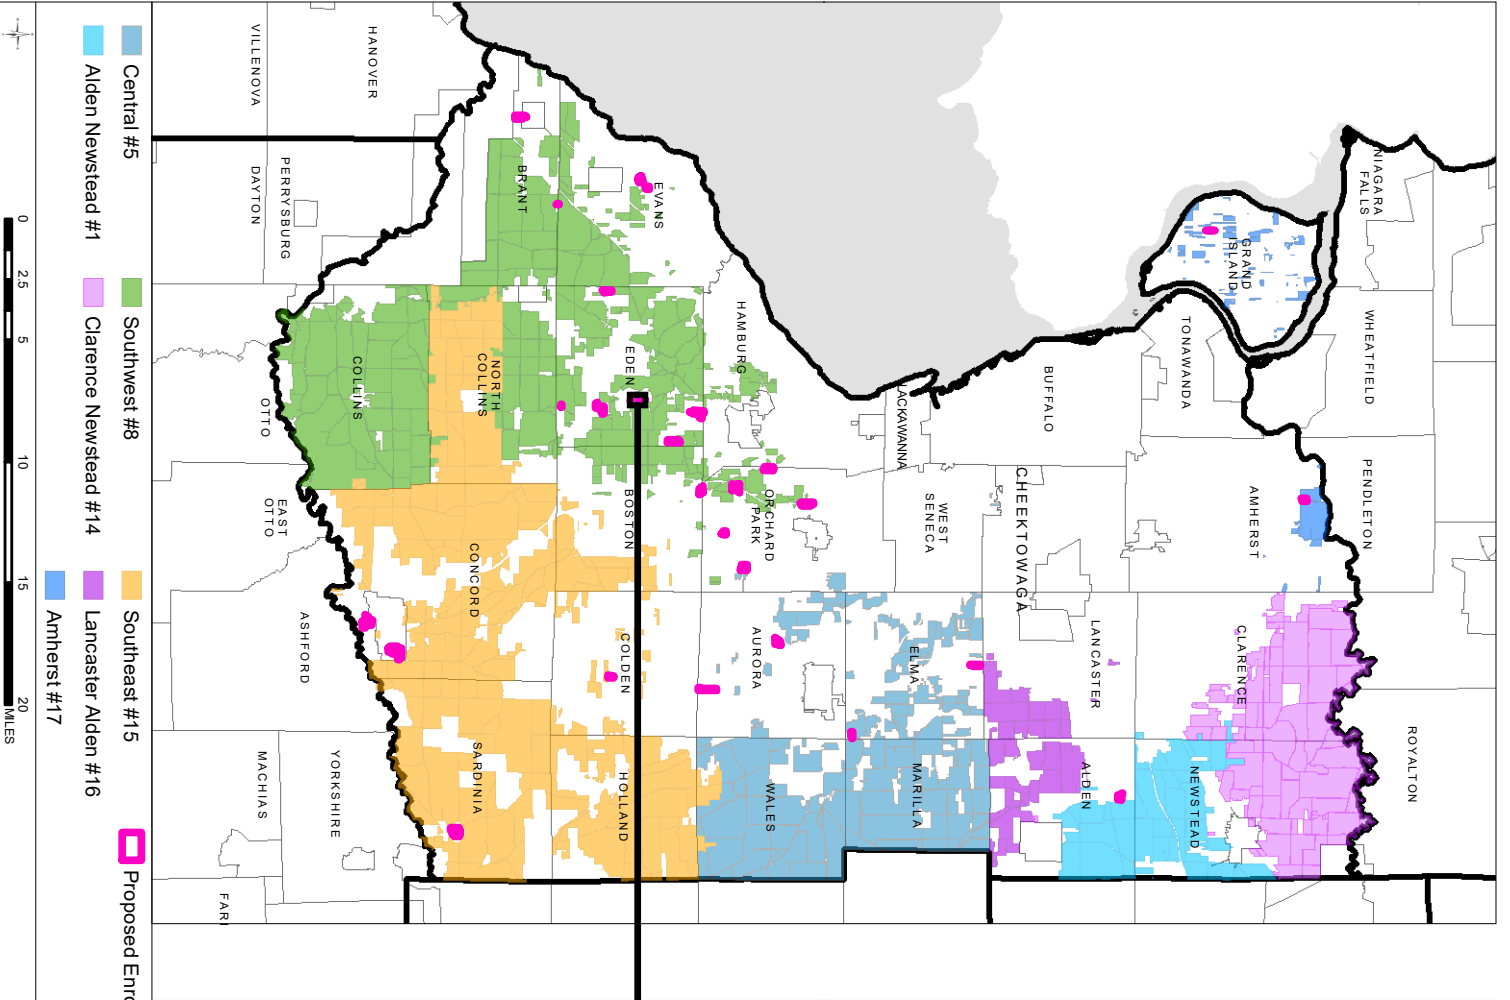 NIAGARA
FALLS
WHEATFIELD
PENDLETON
ROYALTON
GRAND
ISLAND
TONAWANDA
AMHERST
CLARENCE
NEWSTEAD
BUFFALO
CHEEKTOWAGA
LANCASTER
ALDEN
LACKAWANNA
WEST
SENECA
ELMA
MARILLA
HAMBURG
ORCHARD
PARK
AURORA
WALES
EVANS
EDEN
BOSTON
COLDEN
HOLLAND
BRANT
NORTH
COLLINS
CONCORD
SARDINIA
COLLINS
HANOVER
VILLENOVA
PERRYSBURG
DAYTON
OTTO
EAST
OTTO
ASHFORD
YORKSHIRE
MACHIAS
FARI
Central #5
Southwest #8
Southeast #15
Proposed Enro
Alden Newstead #1
Clarence Newstead #14
Lancaster Alden #16
Amherst #17
0 2.5 5 10 15 20
MILES